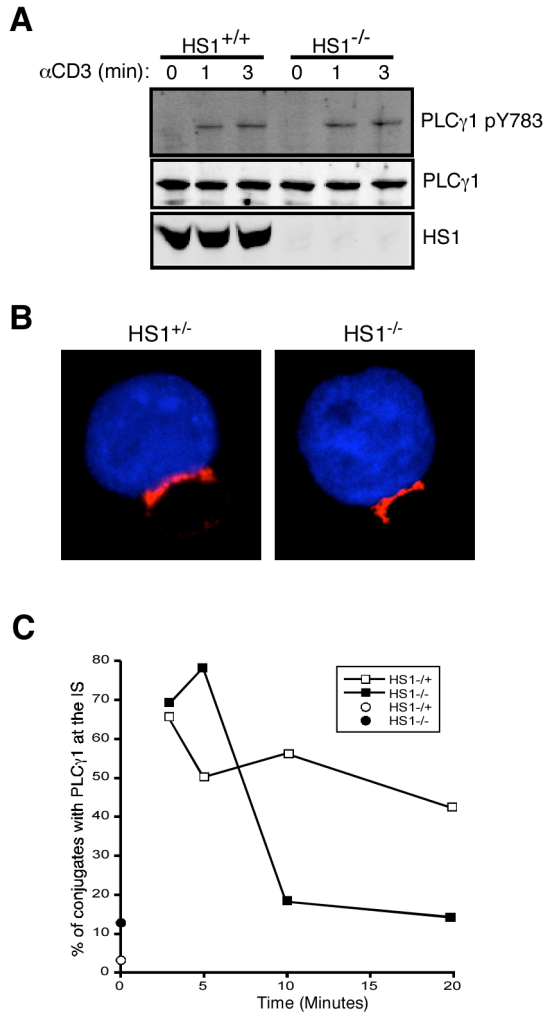 A
HS1+/+ HS1-/-
αCD3 (min): 0 1 3 0 1 3
PLCγ1 pY783
PLCγ1
HS1
B
HS1+/- HS1-/-
C
% of conjugates with PLCγ1 at the IS
80
70
60
50
40
30
20
10
0
HS1-/+
HS1-/-
HS1-/+
HS1-/-
0 5 10 15 20
Time (Minutes)